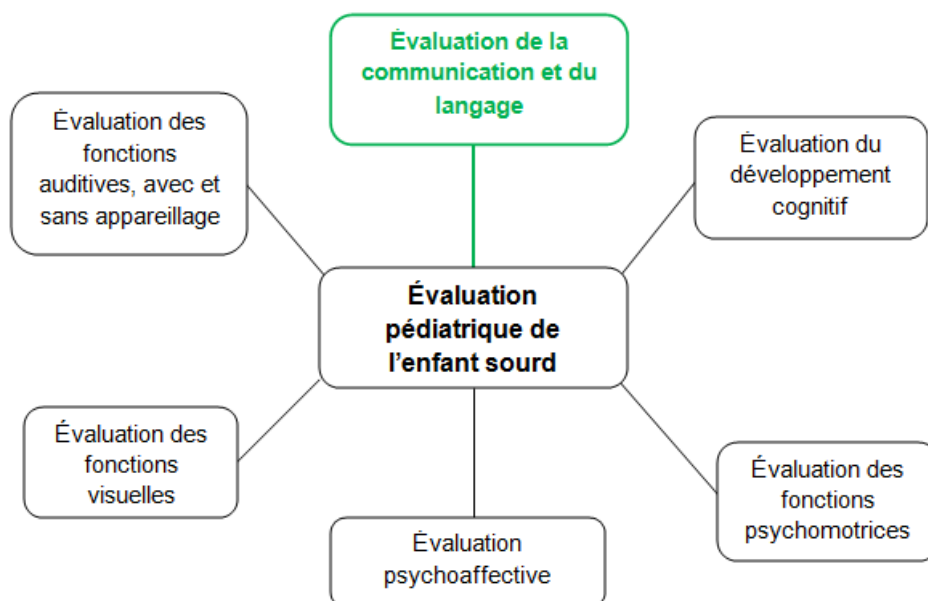 Évaluation de la
communication et du
langage
Évaluation des
fonctions
auditives, avec et
sans appareillage
Évaluation du
développement
cognitif
Évaluation
pédiatrique de
l’enfant sourd
Évaluation des
fonctions
visuelles
Évaluation
psychoaffective
Évaluation des
fonctions
psychomotrices